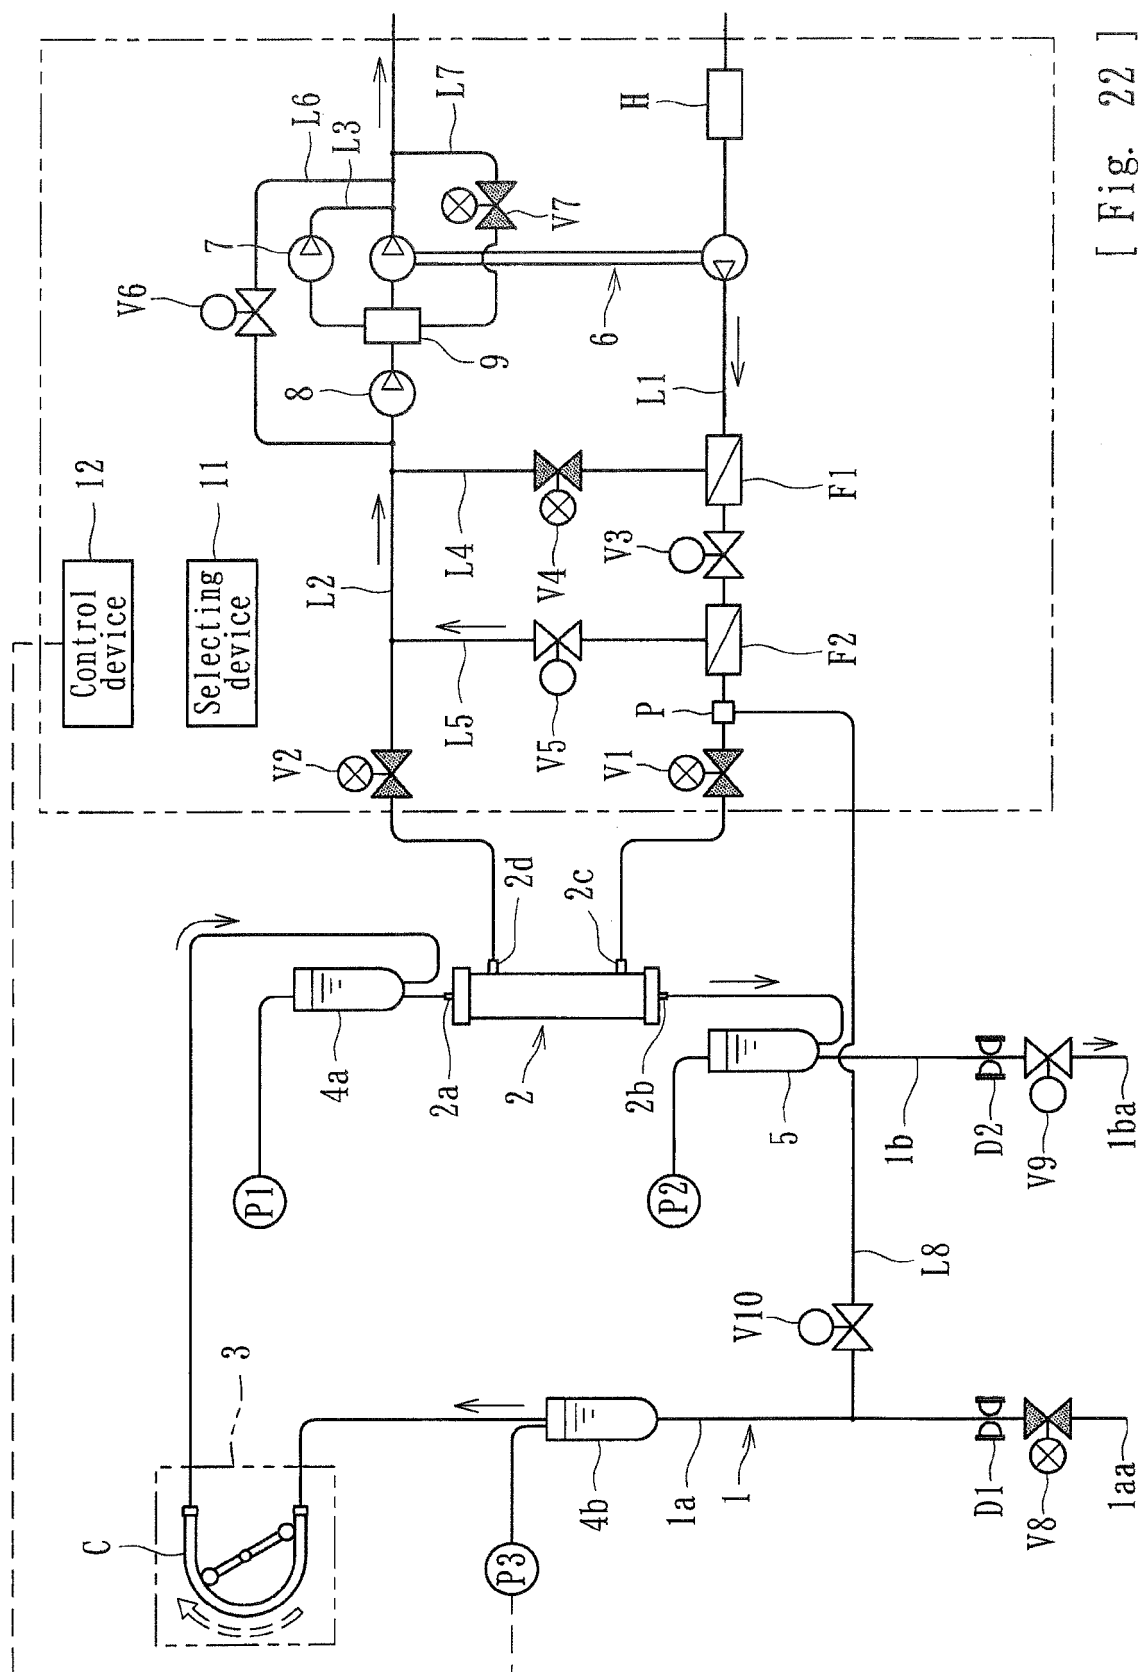 [ Fig. 22 ]
12
Control
device
11
Selecting
device
L6
L3
L7
7
V6
V7
H
8
9
6
L1
L2
L4
V4
V3
F1
L5
V5
F2
P
V2
V1
2d
2c
4a
2a
2
2b
5
P1
P2
1b
D2
V9
1ba
L8
V10
3
C
P3
4b
1a
1
D1
V8
1aa